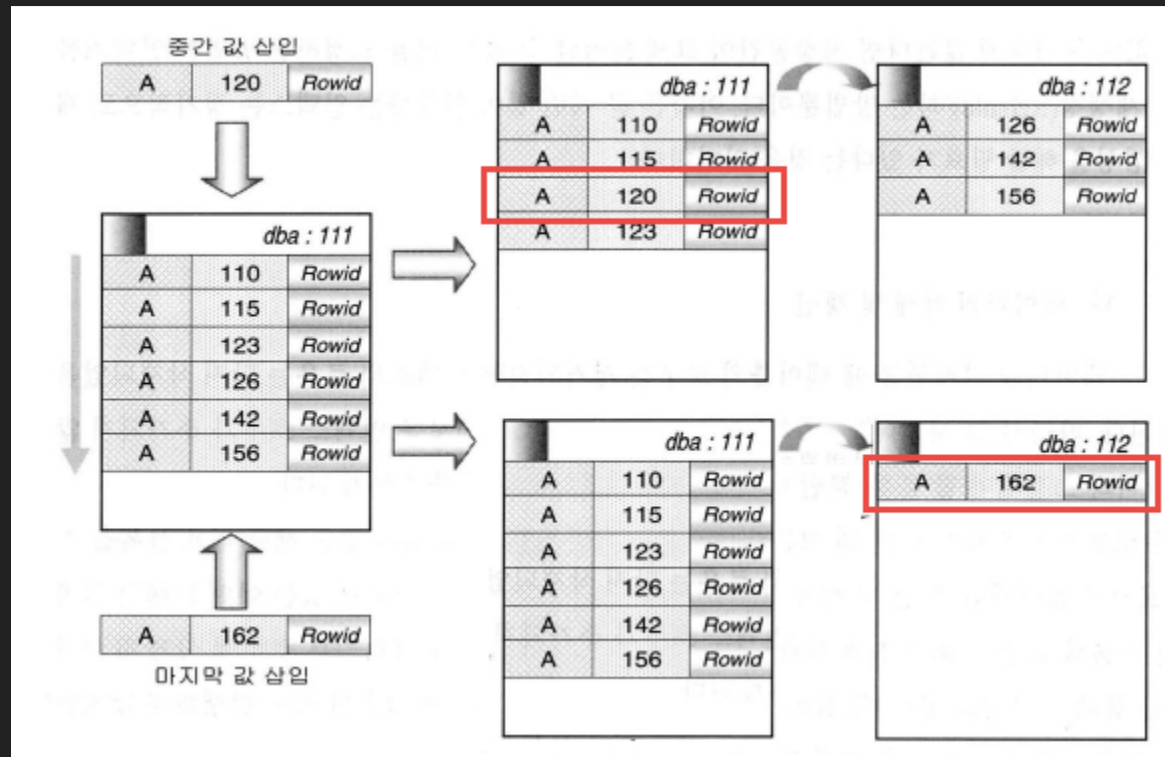 중간 값 삽입
A 120 Rowid
dba : 111
A 110 Rowid
A 115 Rowid
A 123 Rowid
A 126 Rowid
A 142 Rowid
A 156 Rowid
A 162 Rowid
마지막 값 삽입
dba : 111
A 110 Rowid
A 115 Rowid
A 120 Rowid
A 123 Rowid
dba : 112
A 126 Rowid
A 142 Rowid
A 156 Rowid
dba : 111
A 110 Rowid
A 115 Rowid
A 123 Rowid
A 126 Rowid
A 142 Rowid
A 156 Rowid
dba : 112
A 162 Rowid